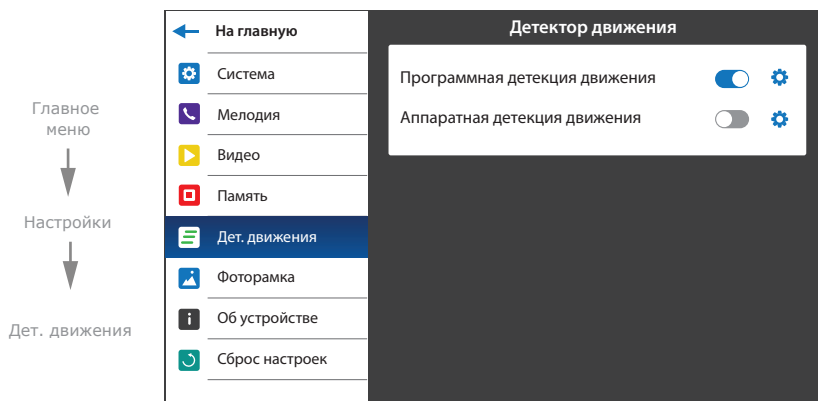 Главное
меню
Настройки
Дет. движения
На главную
Система
Мелодия
Видео
Память
Дет. движения
Фоторамка
Об устройстве
Сброс настроек
Детектор движения
Программная детекция движения
Аппаратная детекция движения